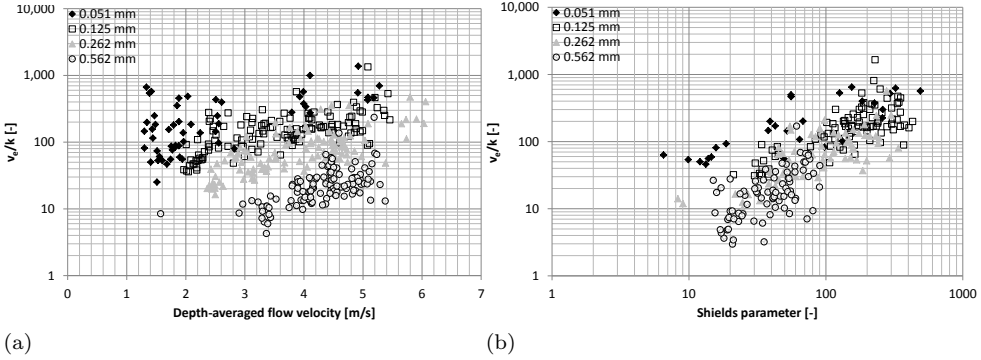 10,000
1,000
100
10
1
vₑ/k [-]
0.051 mm
0.125 mm
0.262 mm
0.562 mm
0 1 2 3 4 5 6 7
Depth-averaged flow velocity [m/s]
(a)
10,000
1,000
100
10
1
vₑ/k [-]
0.051 mm
0.125 mm
0.262 mm
0.562 mm
1 10 100 1000
Shields parameter [-]
(b)